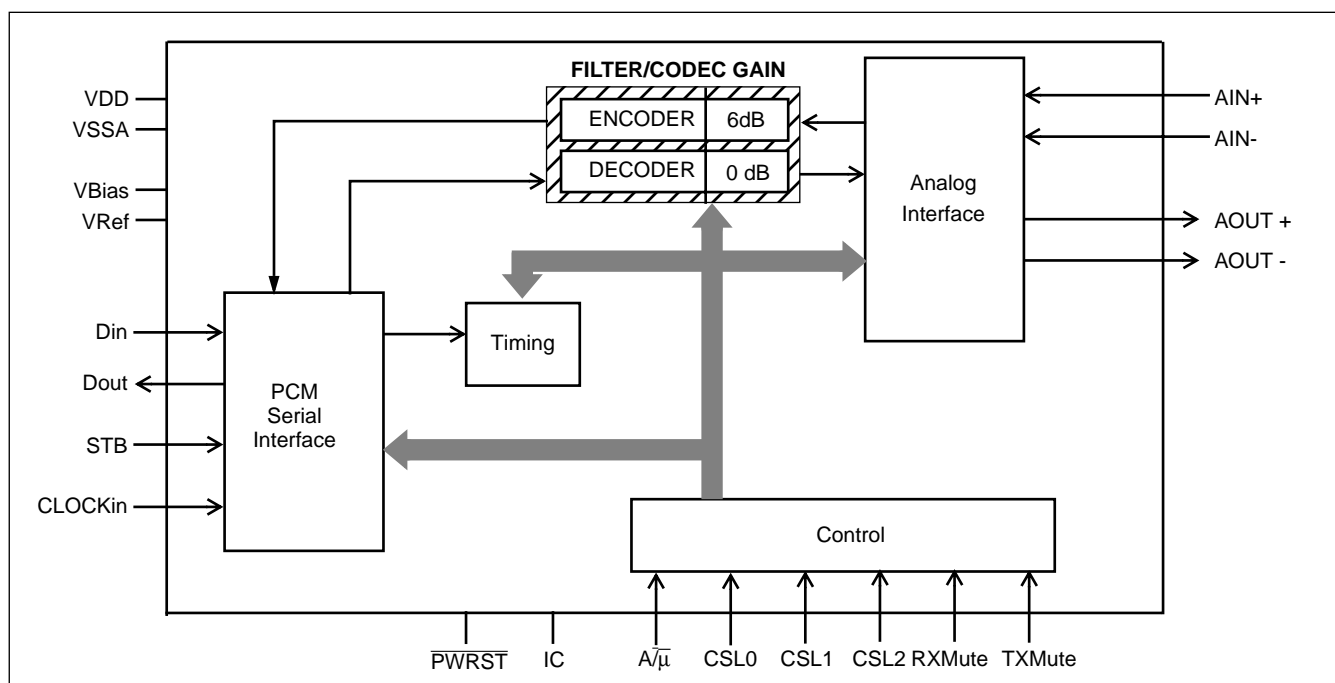 FILTER/CODEC GAIN
VDD
VSSA
VBias
VRef
ENCODER 6dB
DECODER 0 dB
Analog
Interface
AIN+
AIN-
AOUT +
AOUT -
Din
Dout
STB
CLOCKin
PCM
Serial
Interface
Timing
Control
PWRST
IC
A/μ
CSL0
CSL1
CSL2
RXMute
TXMute